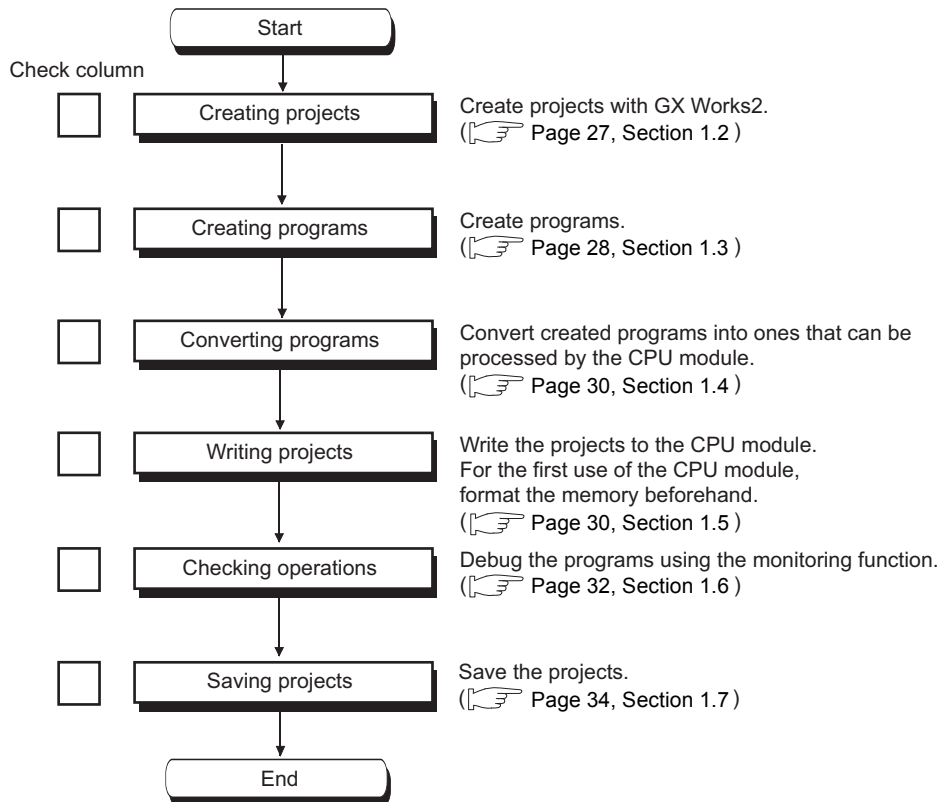 Start
Check column
Creating projects
Create projects with GX Works2.
( Page 27, Section 1.2 )
Creating programs
Create programs.
( Page 28, Section 1.3 )
Converting programs
Convert created programs into ones that can be
processed by the CPU module.
( Page 30, Section 1.4 )
Writing projects
Write the projects to the CPU module.
For the first use of the CPU module,
format the memory beforehand.
( Page 30, Section 1.5 )
Checking operations
Debug the programs using the monitoring function.
( Page 32, Section 1.6 )
Saving projects
Save the projects.
( Page 34, Section 1.7 )
End